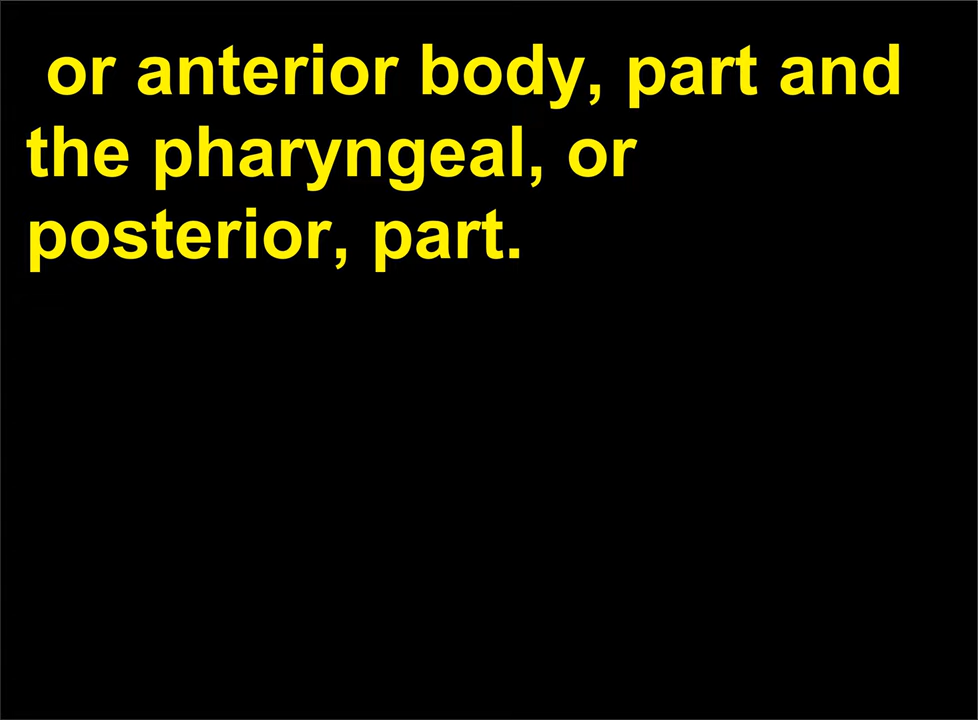 or anterior body, part and
the pharyngeal, or
posterior, part.